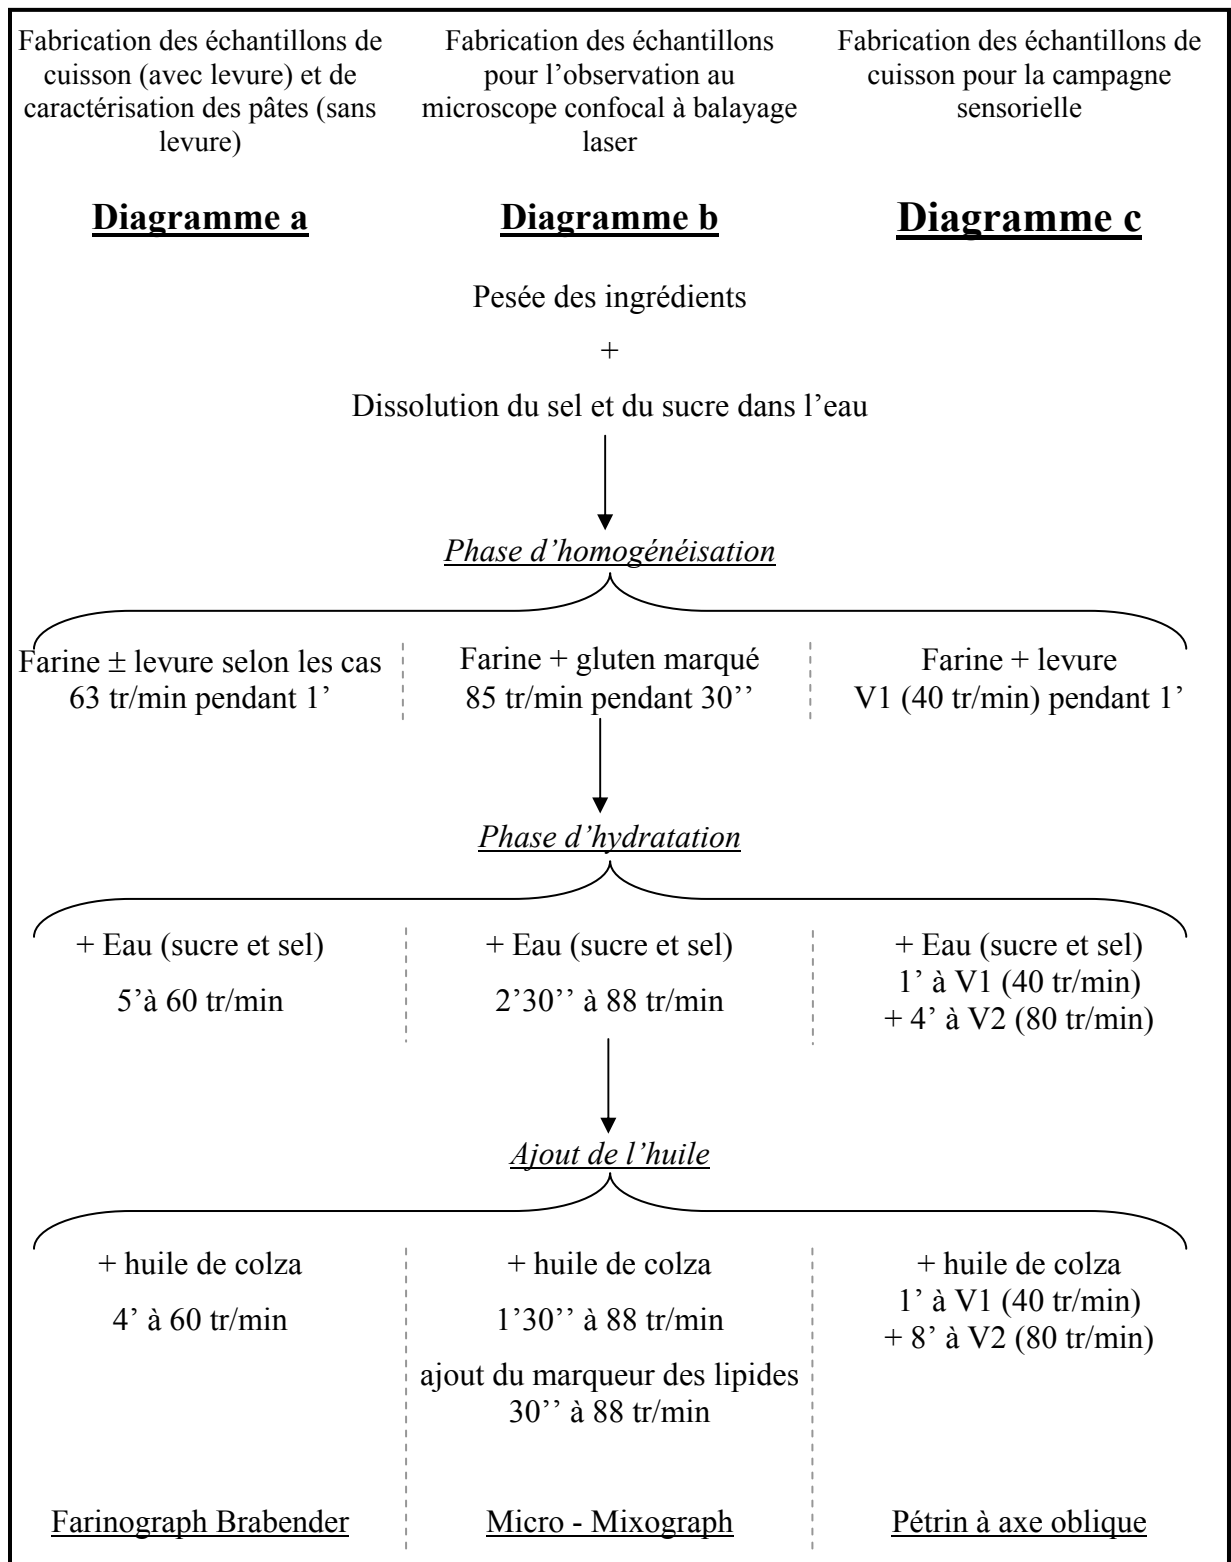 Fabrication des échantillons de
cuisson (avec levure) et de
caractérisation des pâtes (sans
levure)
Fabrication des échantillons
pour l’observation au
microscope confocal à balayage
laser
Fabrication des échantillons de
cuisson pour la campagne
sensorielle
Diagramme a
Diagramme b
Diagramme c
Pesée des ingrédients
+
Dissolution du sel et du sucre dans l’eau
Phase d’homogénéisation
Farine ± levure selon les cas
63 tr/min pendant 1’
Farine + gluten marqué
85 tr/min pendant 30’’
Farine + levure
V1 (40 tr/min) pendant 1’
Phase d’hydratation
+ Eau (sucre et sel)
5’à 60 tr/min
+ Eau (sucre et sel)
2’30’’ à 88 tr/min
+ Eau (sucre et sel)
1’ à V1 (40 tr/min)
+ 4’ à V2 (80 tr/min)
Ajout de l’huile
+ huile de colza
4’ à 60 tr/min
+ huile de colza
1’30’’ à 88 tr/min
ajout du marqueur des lipides
30’’ à 88 tr/min
+ huile de colza
1’ à V1 (40 tr/min)
+ 8’ à V2 (80 tr/min)
Farinograph Brabender
Micro - Mixograph
Pétrin à axe oblique